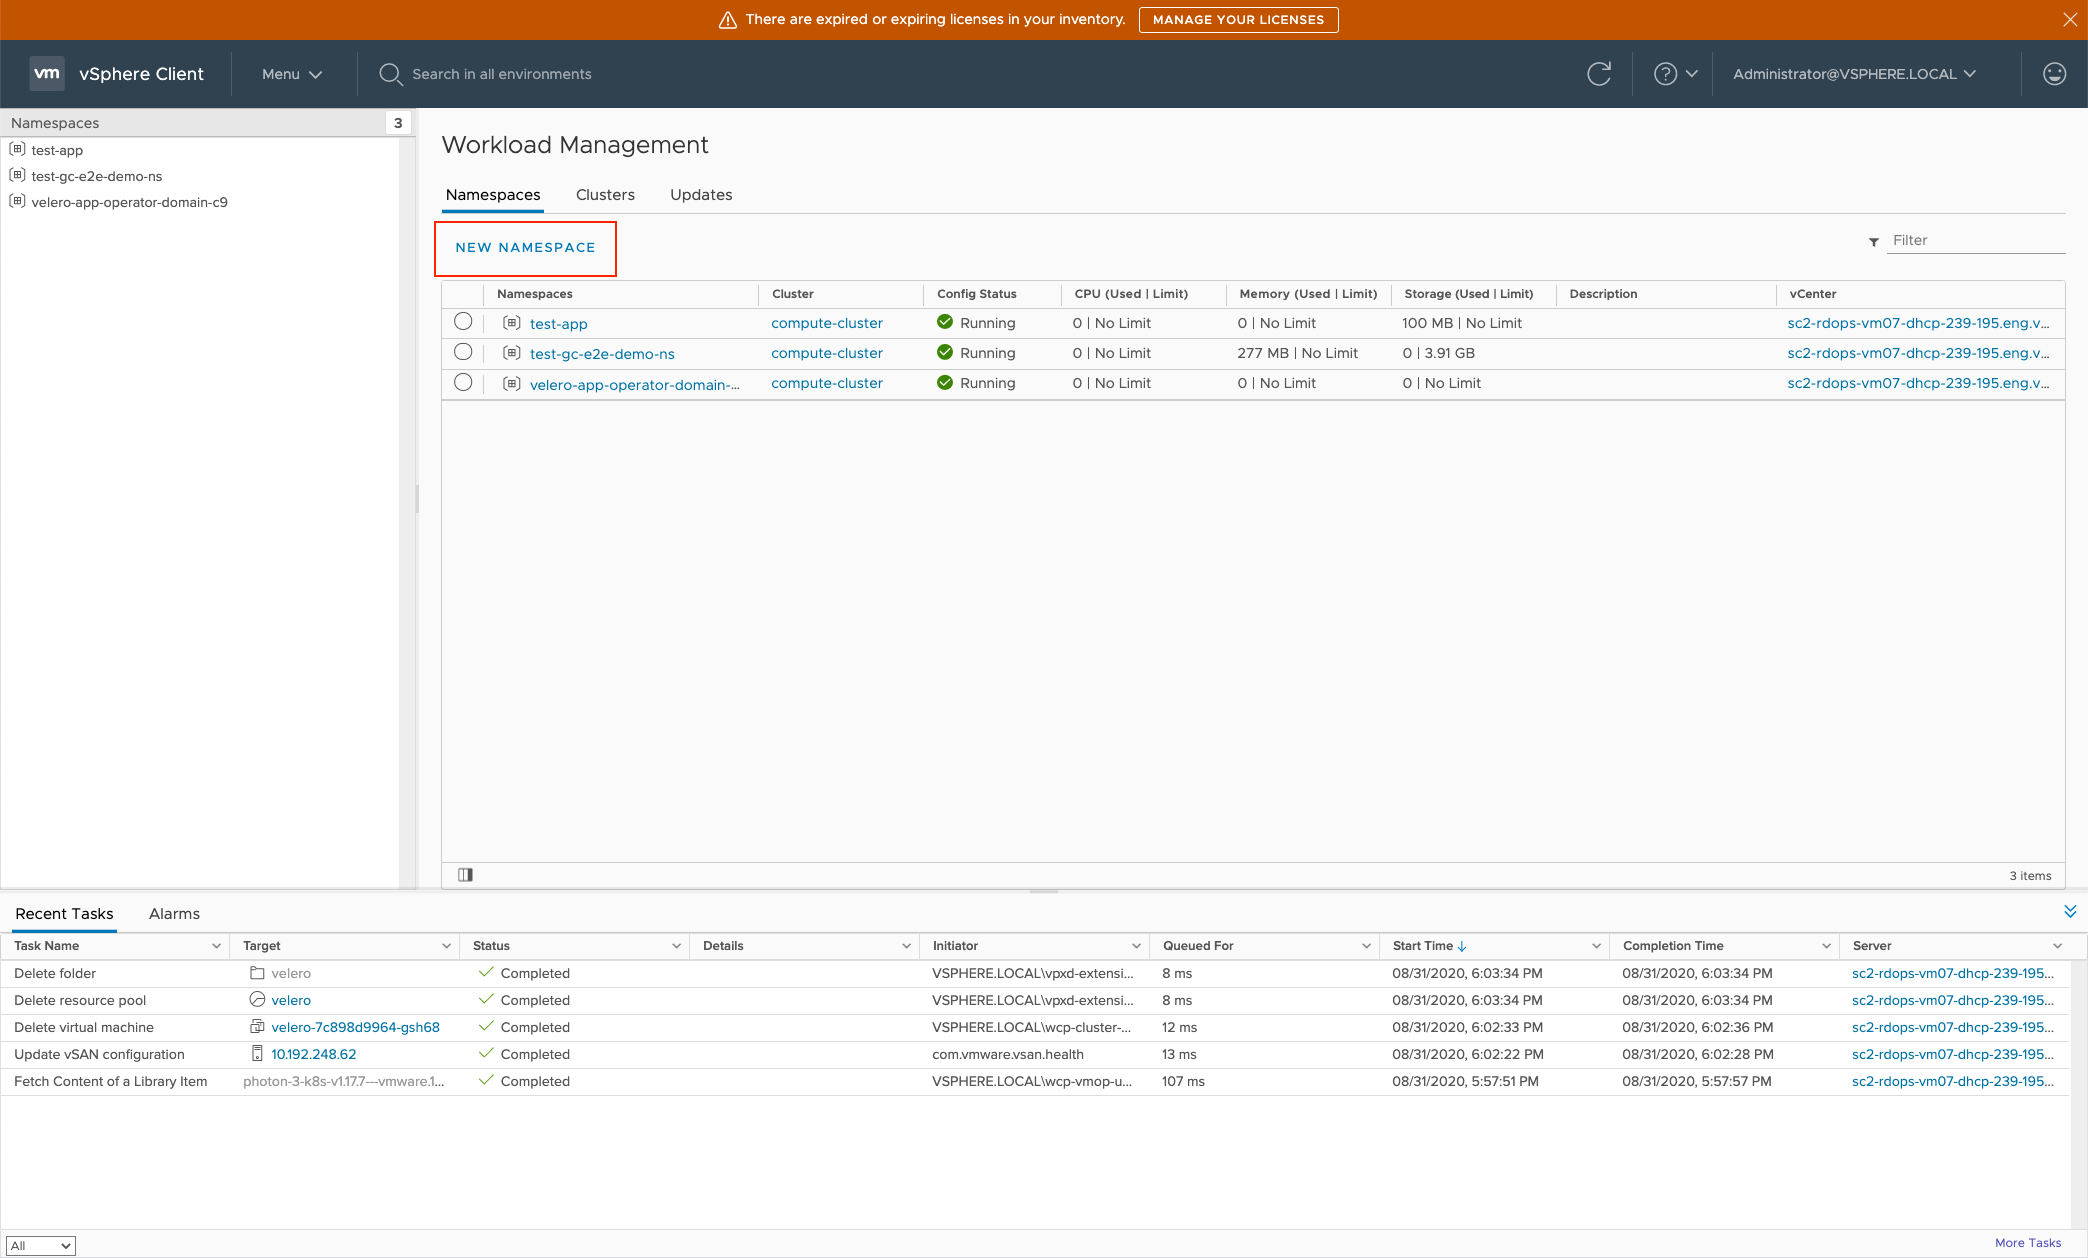 There are expired or expiring licenses in your inventory. MANAGE YOUR LICENSES
vm vSphere Client Menu Search in all environments Administrator@VSPHERE.LOCAL
Namespaces 3
test-app
test-gc-e2e-demo-ns
velero-app-operator-domain-c9
Workload Management
Namespaces Clusters Updates
NEW NAMESPACE Filter
Namespaces Cluster Config Status CPU (Used | Limit) Memory (Used | Limit) Storage (Used | Limit) Description vCenter
test-app compute-cluster Running 0 | No Limit 0 | No Limit 100 MB | No Limit sc2-rdops-vm07-dhcp-239-195.eng.v...
test-gc-e2e-demo-ns compute-cluster Running 0 | No Limit 277 MB | No Limit 0 | 3.91 GB sc2-rdops-vm07-dhcp-239-195.eng.v...
velero-app-operator-domain-... compute-cluster Running 0 | No Limit 0 | No Limit 0 | No Limit sc2-rdops-vm07-dhcp-239-195.eng.v...
3 items
Recent Tasks Alarms
Task Name Target Status Details Initiator Queued For Start Time Completion Time Server
Delete folder velero Completed VSPHERE.LOCAL\vpxd-extensi... 8 ms 08/31/2020, 6:03:34 PM 08/31/2020, 6:03:34 PM sc2-rdops-vm07-dhcp-239-195...
Delete resource pool velero Completed VSPHERE.LOCAL\vpxd-extensi... 8 ms 08/31/2020, 6:03:34 PM 08/31/2020, 6:03:34 PM sc2-rdops-vm07-dhcp-239-195...
Delete virtual machine velero-7c898d9964-gsh68 Completed VSPHERE.LOCAL\wcp-cluster-... 12 ms 08/31/2020, 6:02:33 PM 08/31/2020, 6:02:36 PM sc2-rdops-vm07-dhcp-239-195...
Update vSAN configuration 10.192.248.62 Completed com.vmware.vsan.health 13 ms 08/31/2020, 6:02:22 PM 08/31/2020, 6:02:28 PM sc2-rdops-vm07-dhcp-239-195...
Fetch Content of a Library Item photon-3-k8s-v1.17.7---vmware.1... Completed VSPHERE.LOCAL\wcp-vmop-u... 107 ms 08/31/2020, 5:57:51 PM 08/31/2020, 5:57:57 PM sc2-rdops-vm07-dhcp-239-195...
All More Tasks